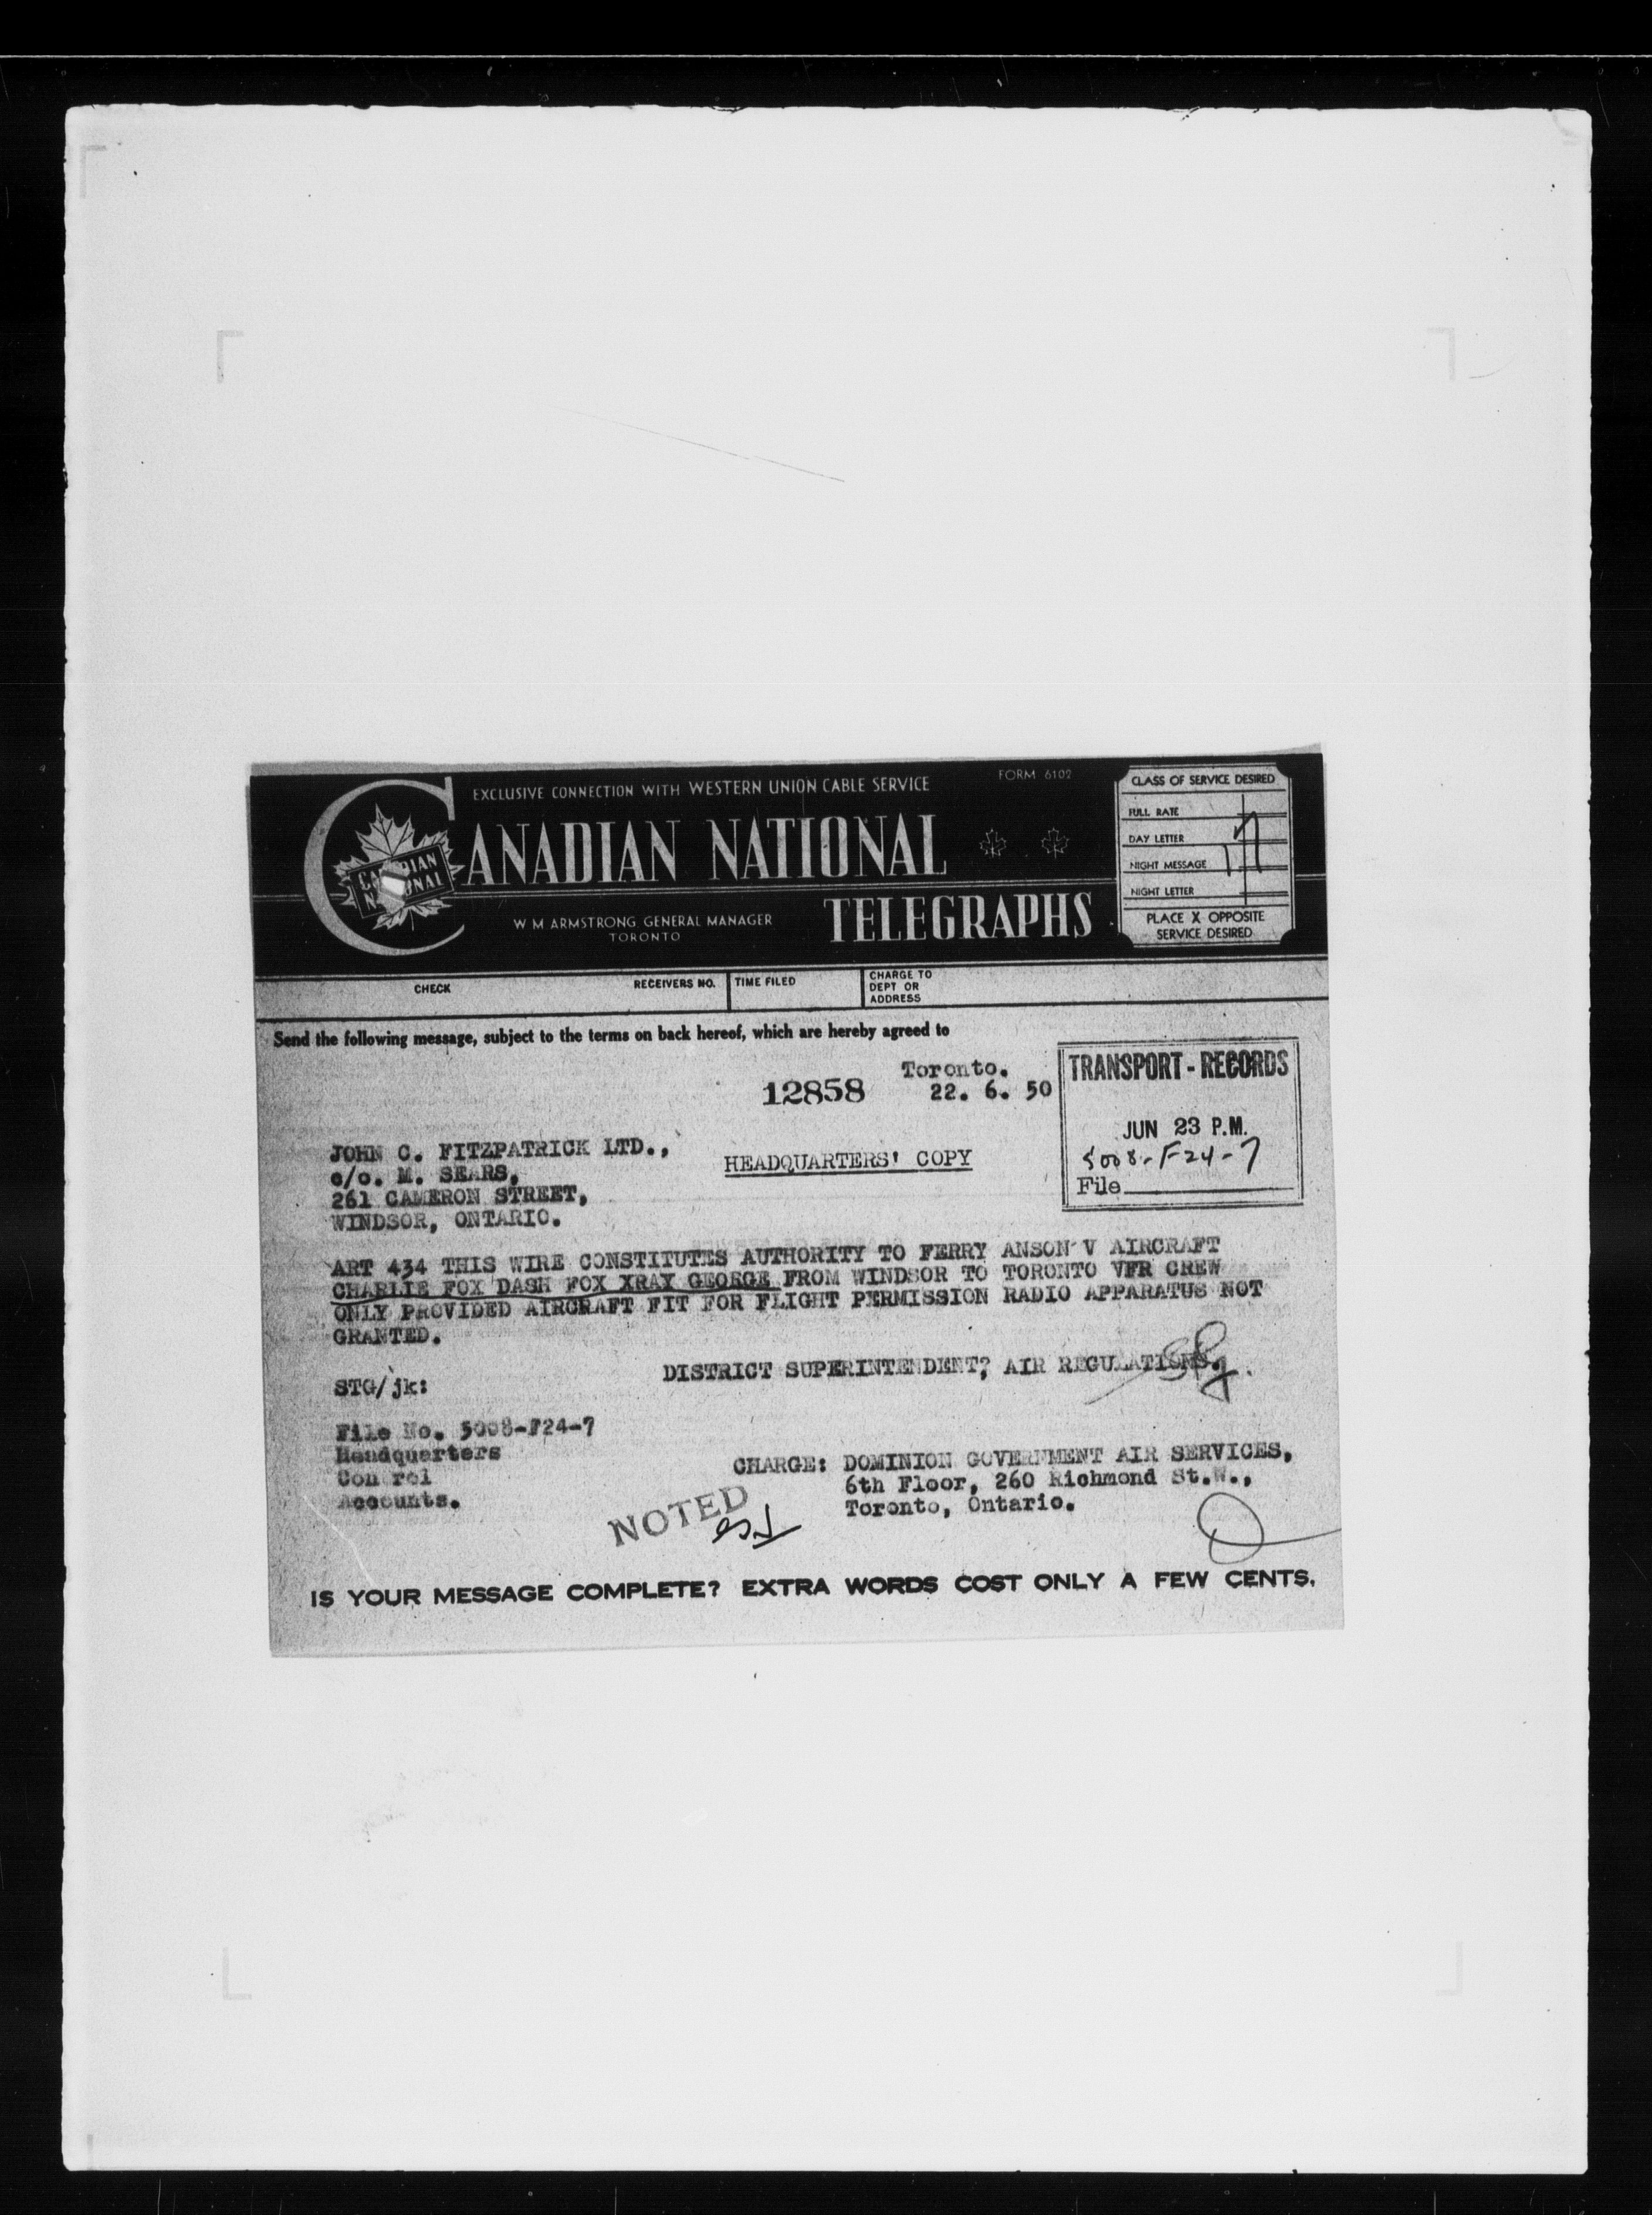 EXCLUSIVE CONNECTION WITH WESTERN UNION CABLE SERVICE
FORM 6102
CANADIAN NATIONAL
TELEGRAPHS
W M ARMSTRONG GENERAL MANAGER
TORONTO
CLASS OF SERVICE DESIRED
FULL RATE
DAY LETTER
NIGHT MESSAGE
NIGHT LETTER
PLACE X OPPOSITE
SERVICE DESIRED
CHECK
RECEIVERS NO.
TIME FILED
CHARGE TO
DEPT OR
ADDRESS
Send the following message, subject to the terms on back hereof, which are hereby agreed to
Toronto.
12858 22. 6. 50
TRANSPORT - RECORDS
JUN 23 P.M.
5008-F24-7
File
JOHN C. FITZPATRICK LTD.,
c/o. M. SEARS,
261 CAMERON STREET,
WINDSOR, ONTARIO.
HEADQUARTERS' COPY
ART 434 THIS WIRE CONSTITUTES AUTHORITY TO FERRY ANSON V AIRCRAFT
CHARLIE FOX DASH FOX XRAY GEORGE FROM WINDSOR TO TORONTO VFR CREW
ONLY PROVIDED AIRCRAFT FIT FOR FLIGHT PERMISSION RADIO APPARATUS NOT
GRANTED.
DISTRICT SUPERINTENDENT, AIR REGULATIONS.
STG/jk:
File No. 5008-F24-7
Headquarters
Con rol
Accounts.
CHARGE: DOMINION GOVERNMENT AIR SERVICES,
6th Floor, 260 Richmond St.W.,
Toronto, Ontario.
NOTED
IS YOUR MESSAGE COMPLETE? EXTRA WORDS COST ONLY A FEW CENTS.